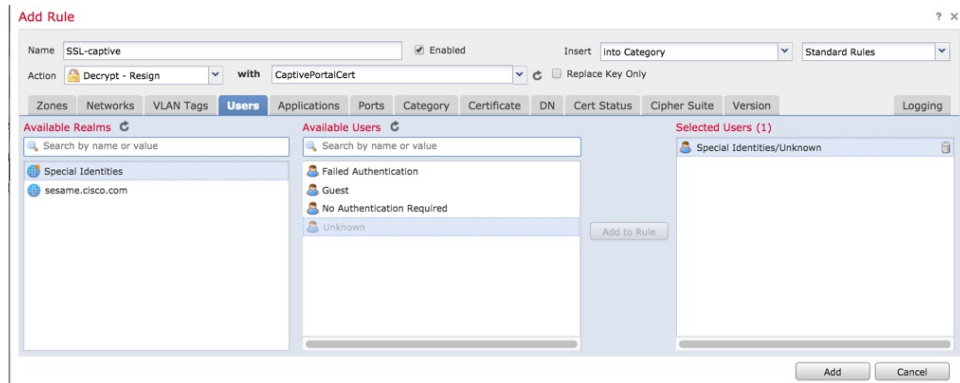 Add Rule
? ×
Name SSL-captive Enabled Insert into Category Standard Rules
Action Decrypt - Resign with CaptivePortalCert Replace Key Only
Zones Networks VLAN Tags Users Applications Ports Category Certificate DN Cert Status Cipher Suite Version Logging
Available Realms Available Users Selected Users (1)
Search by name or value Search by name or value Special Identities/Unknown
Special Identities Failed Authentication
sesame.cisco.com Guest
No Authentication Required
Unknown
Add to Rule
Add Cancel